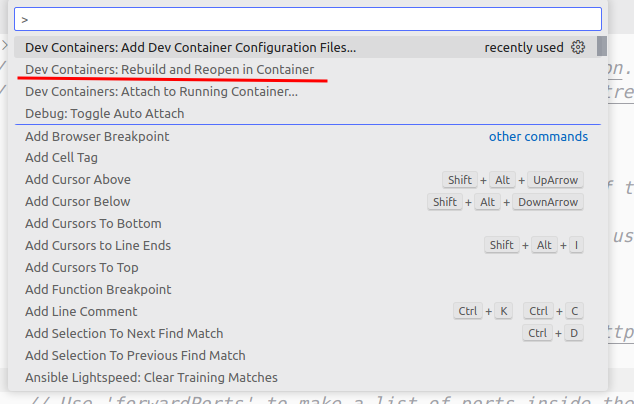 >
Dev Containers: Add Dev Container Configuration Files... recently used
Dev Containers: Rebuild and Reopen in Container
Dev Containers: Attach to Running Container...
Debug: Toggle Auto Attach
Add Browser Breakpoint other commands
Add Cell Tag
Add Cursor Above Shift + Alt + UpArrow
Add Cursor Below Shift + Alt + DownArrow
Add Cursors To Bottom
Add Cursors to Line Ends Shift + Alt + I
Add Cursors To Top
Add Function Breakpoint
Add Line Comment Ctrl + K Ctrl + C
Add Selection To Next Find Match Ctrl + D
Add Selection To Previous Find Match
Ansible Lightspeed: Clear Training Matches
// Use 'forwardPorts' to make a list of ports inside the